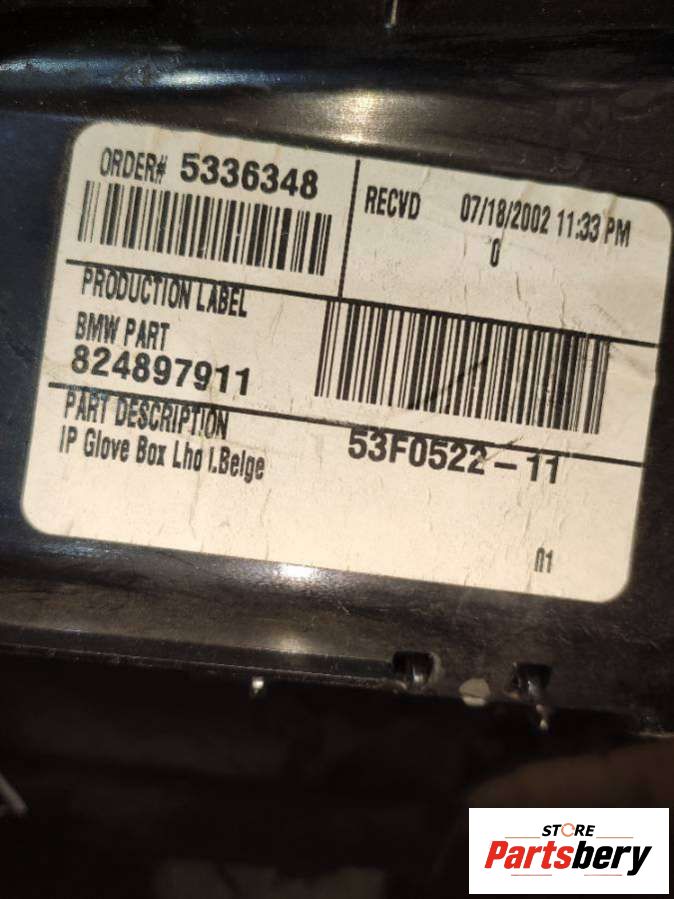 ORDER# 5336348
RECVD 07/18/2002 11:33 PM
0
PRODUCTION LABEL
BMW PART
824897911
PART DESCRIPTION
IP Glove Box Lhd l.Beige
53F0522-11
01
STORE
Partsbery